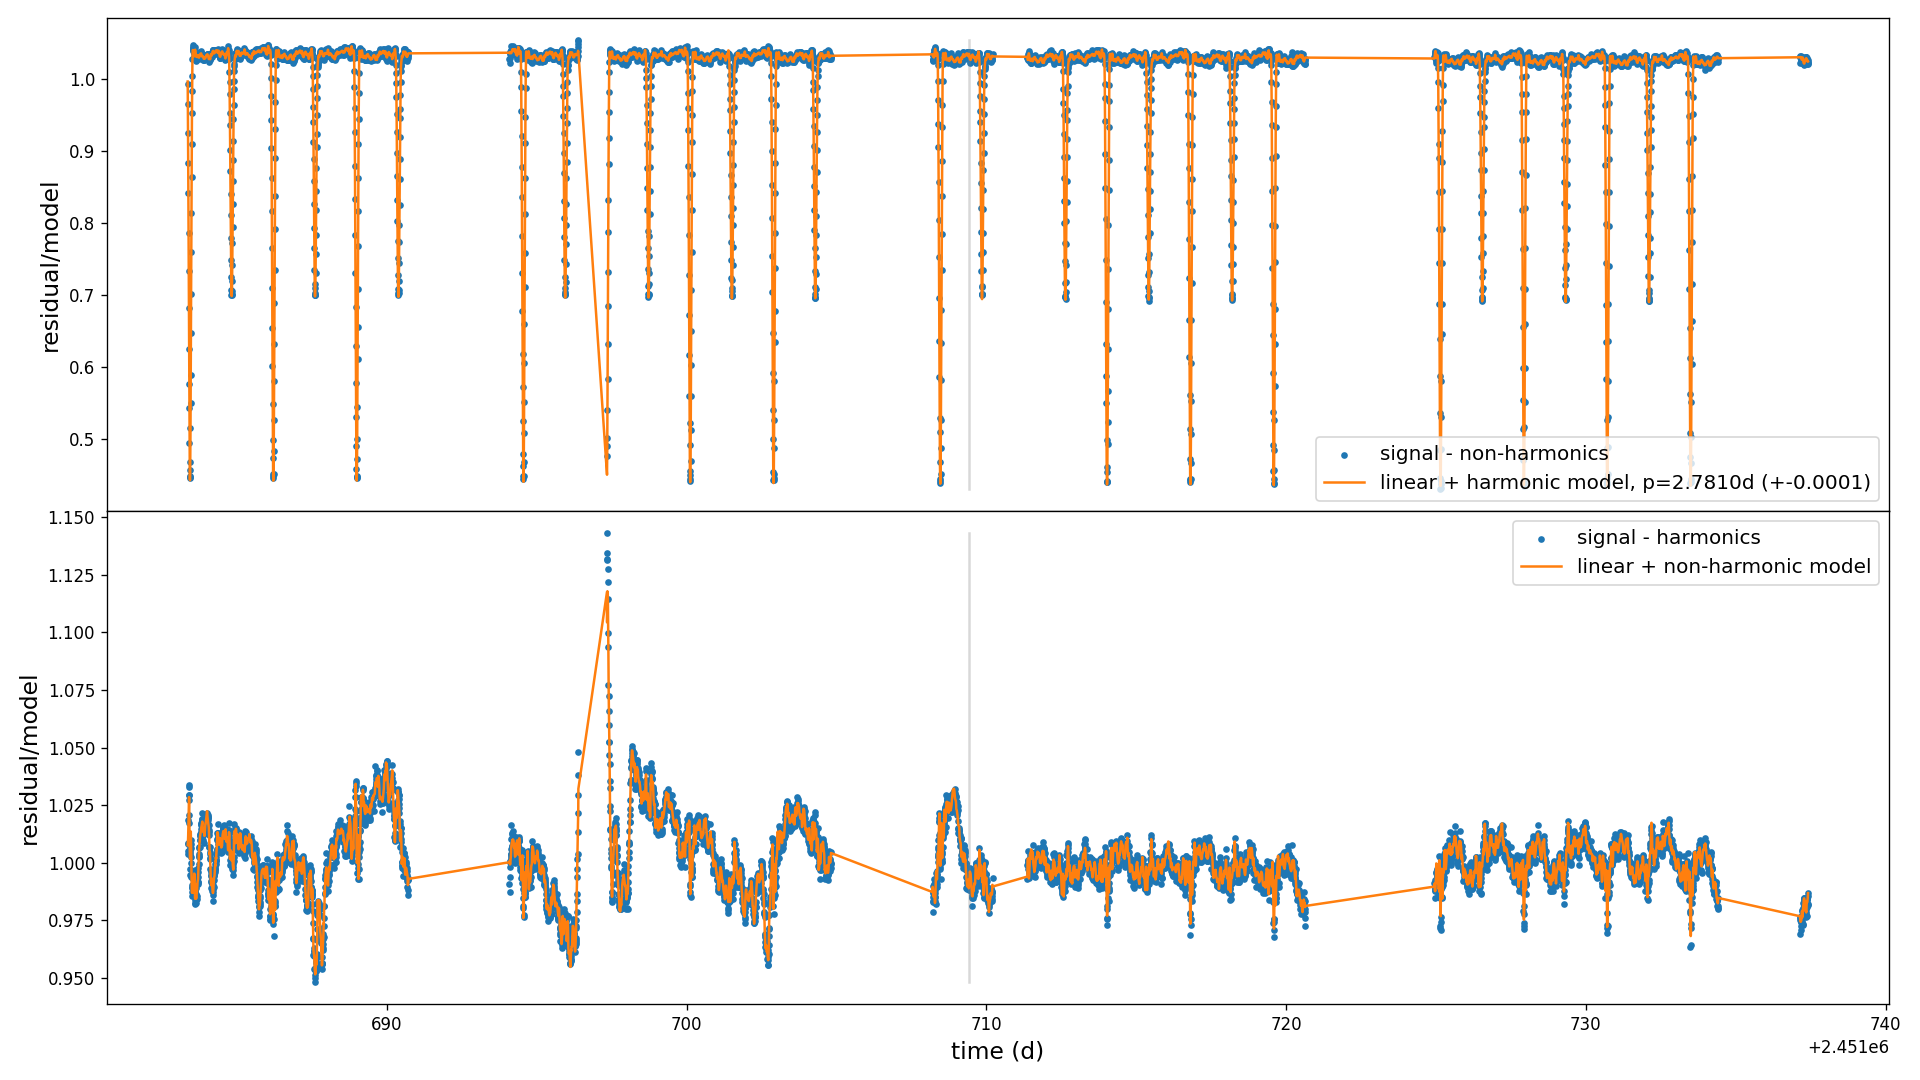 residual/model
1.0
0.9
0.8
0.7
0.6
0.5
signal - non-harmonics
linear + harmonic model, p=2.7810d (+-0.0001)
residual/model
1.150
1.125
1.100
1.075
1.050
1.025
1.000
0.975
0.950
signal - harmonics
linear + non-harmonic model
690 700 710 720 730 740
time (d)
+2.451e6